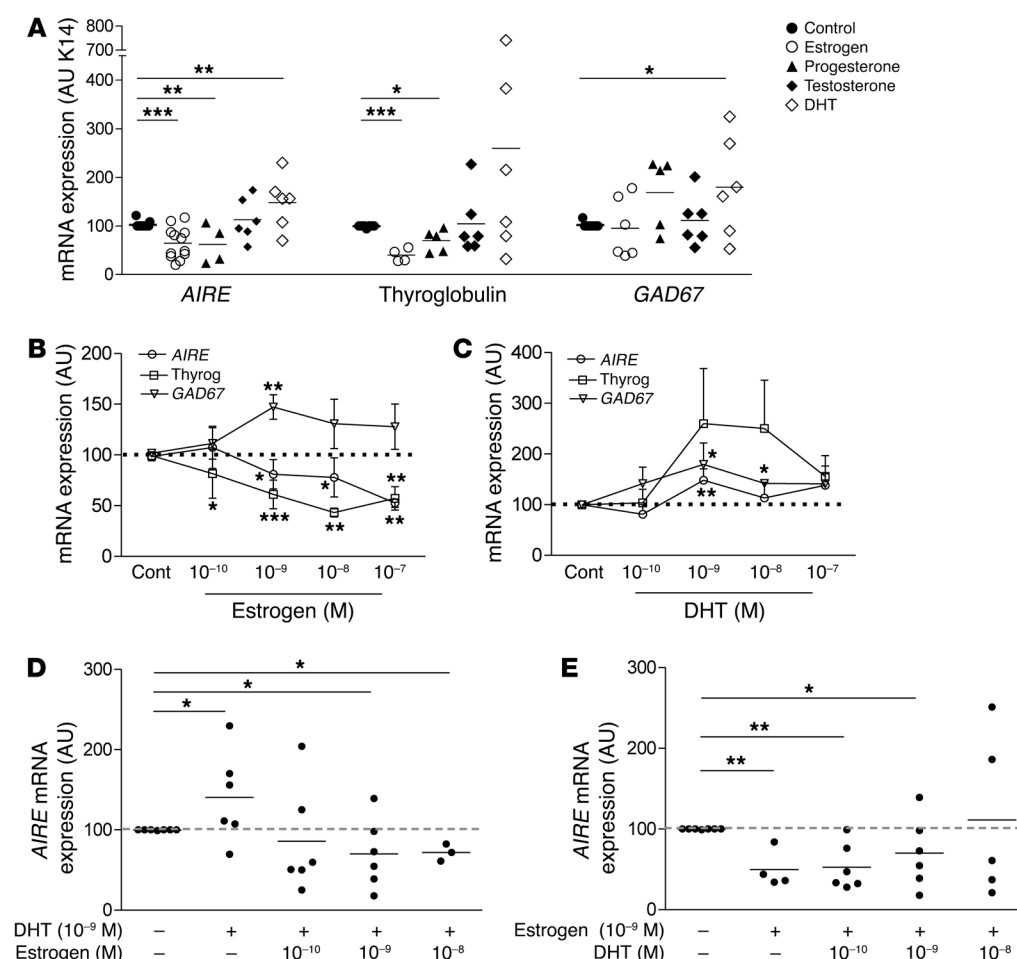 A
mRNA expression (AU K14)
800
700
400
300
200
100
0
**
**
***
*
***
*
AIRE
Thyroglobulin
GAD67
Control
Estrogen
Progesterone
Testosterone
DHT
B
mRNA expression (AU)
200
150
100
50
0
AIRE
Thyrog
GAD67
**
*
*
**
*
***
**
**
Cont 10⁻¹⁰ 10⁻⁹ 10⁻⁸ 10⁻⁷
Estrogen (M)
C
mRNA expression (AU)
400
300
200
100
0
AIRE
Thyrog
GAD67
*
*
**
Cont 10⁻¹⁰ 10⁻⁹ 10⁻⁸ 10⁻⁷
DHT (M)
D
AIRE mRNA
expression (AU)
300
200
100
0
*
*
*
DHT (10⁻⁹ M) – + + + +
Estrogen (M) – – 10⁻¹⁰ 10⁻⁹ 10⁻⁸
E
AIRE mRNA
expression (AU)
300
200
100
0
*
**
**
Estrogen (10⁻⁹ M) – + + + +
DHT (M) – – 10⁻¹⁰ 10⁻⁹ 10⁻⁸